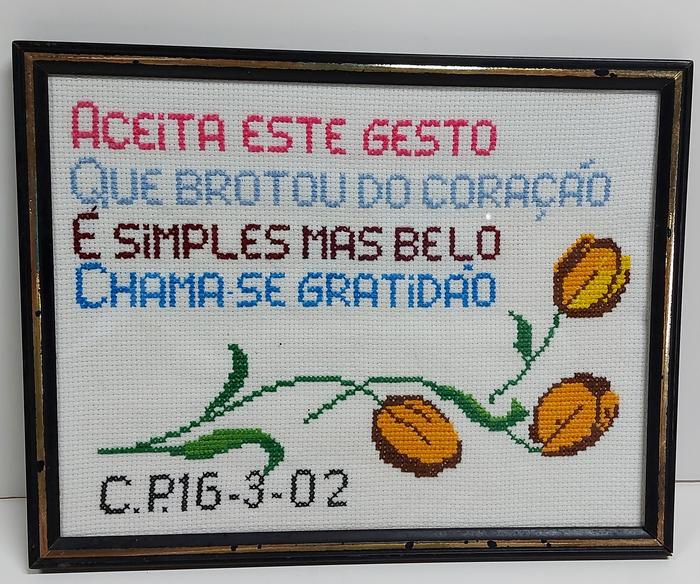 ACEiTA ESTE GESTO
QUE BROTOU DO CORAÇÃO
É SiMPLES MAS BELO
CHAMA-SE GRATiDÃO
C.P.16-3-02